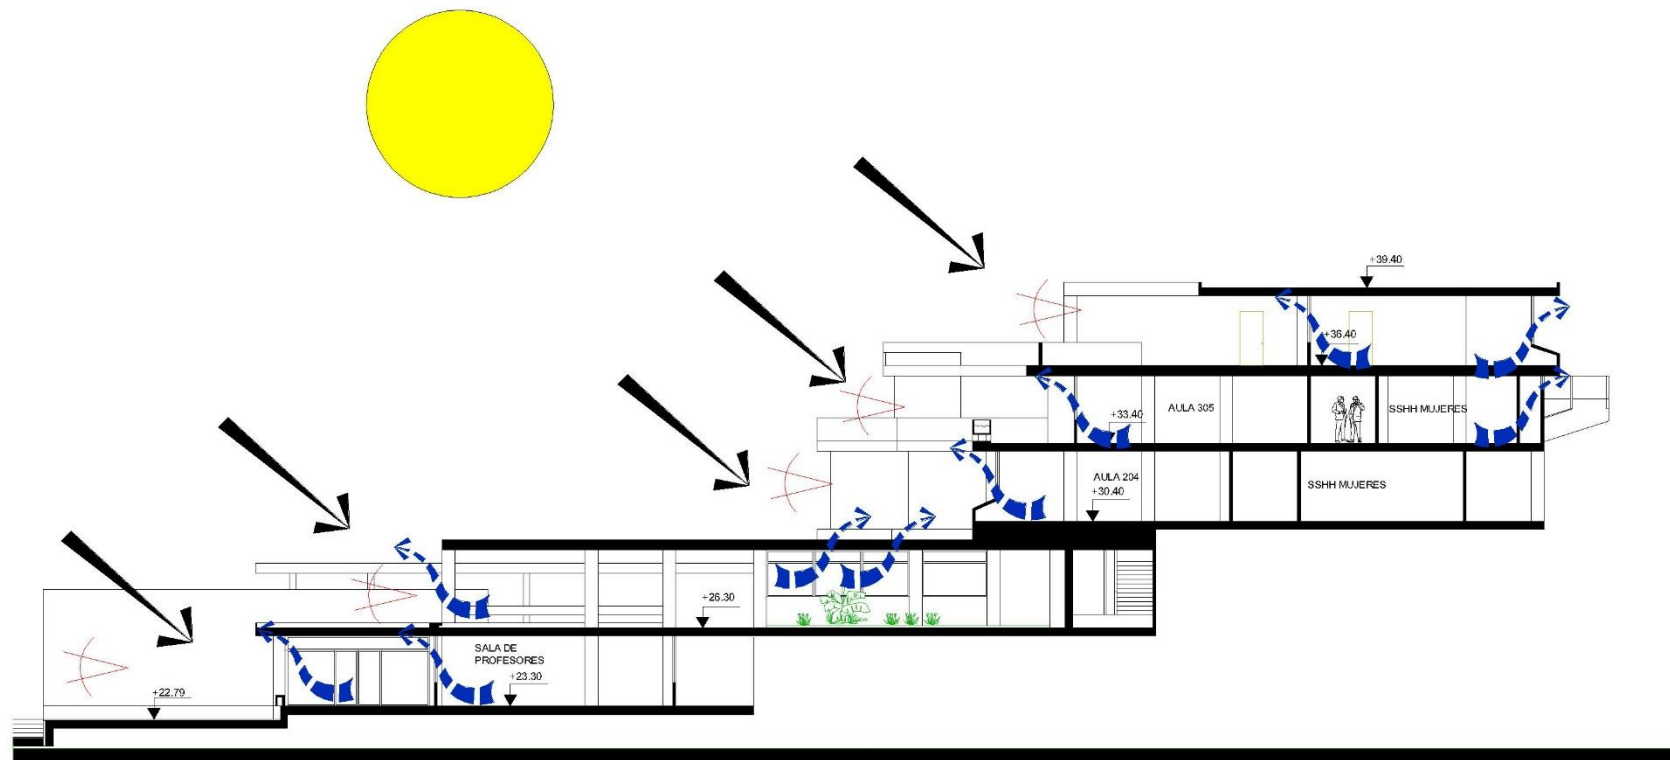 +39.40
+36.40
AULA 305
SSHH MUJERES
+33.40
AULA 204
+30.40
SSHH MUJERES
+26.30
SALA DE
PROFESORES
+23.30
+22.79